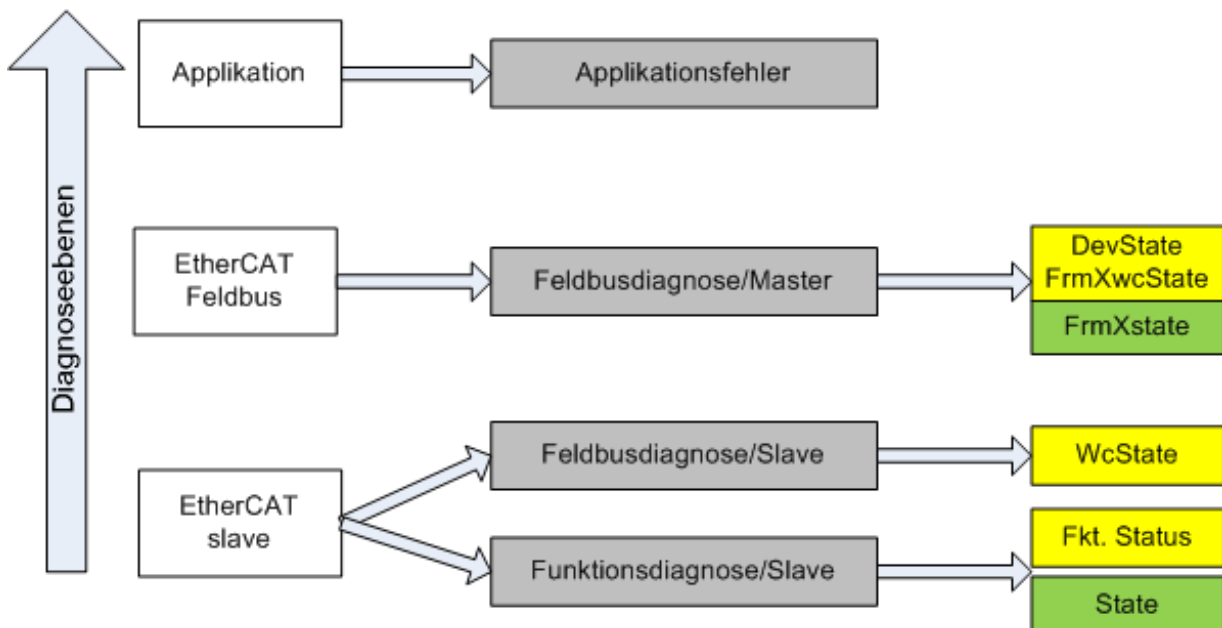 Diagnoseebenen
Applikation
Applikationsfehler
EtherCAT
Feldbus
Feldbusdiagnose/Master
DevState
FrmXwcState
FrmXstate
EtherCAT
slave
Feldbusdiagnose/Slave
WcState
Funktionsdiagnose/Slave
Fkt. Status
State